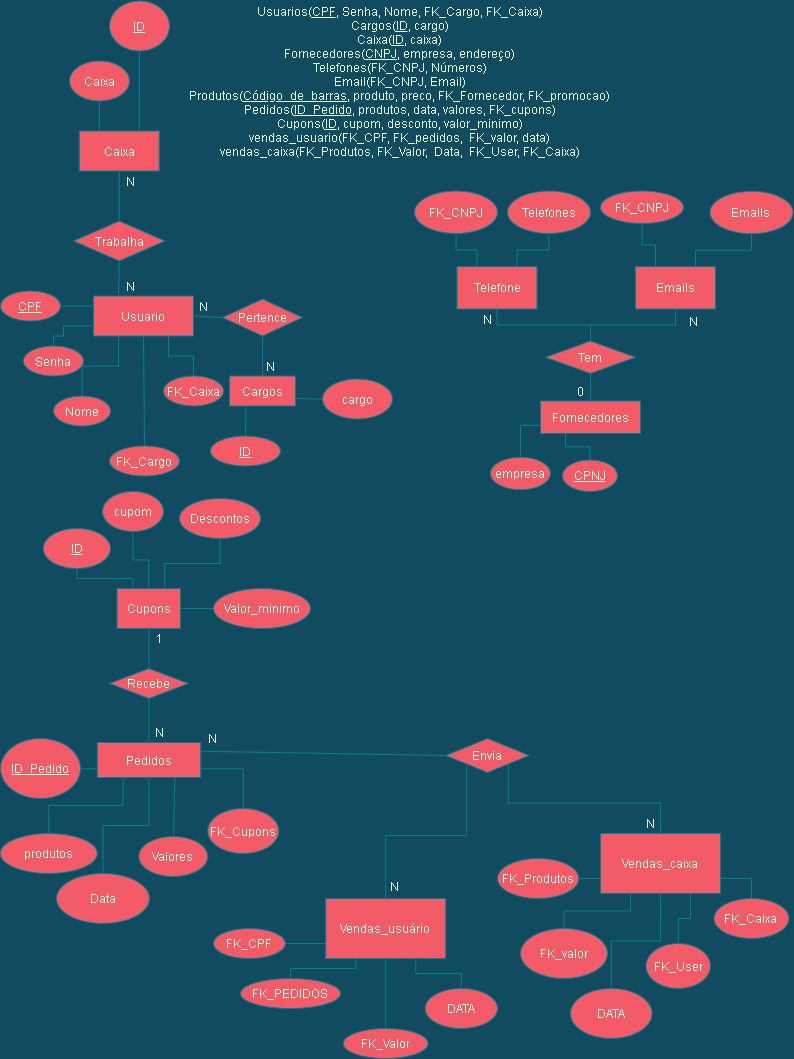 Usuarios(CPF, Senha, Nome, FK_Cargo, FK_Caixa)
Cargos(ID, cargo)
Caixa(ID, caixa)
Fornecedores(CNPJ, empresa, endereço)
Telefones(FK_CNPJ, Números)
Email(FK_CNPJ, Email)
Produtos(Código_de_barras, produto, preco, FK_Fornecedor, FK_promocao)
Pedidos(ID_Pedido, produtos, data, valores, FK_cupons)
Cupons(ID, cupom, desconto, valor_minimo)
vendas_usuario(FK_CPF, FK_pedidos, FK_valor, data)
vendas_caixa(FK_Produtos, FK_Valor, Data, FK_User, FK_Caixa)
ID
Caixa
Caixa
N
Trabalha
N
CPF
Usuario
N
Pertence
Senha
Nome
FK_Caixa
FK_Cargo
N
Cargos
cargo
ID
FK_CNPJ
Telefones
FK_CNPJ
Emails
Telefone
Emails
N
N
Tem
0
Fornecedores
empresa
CPNJ
cupom
Descontos
ID
Cupons
Valor_minimo
1
Recebe
N
N
Envia
ID_Pedido
Pedidos
produtos
Data
Valores
FK_Cupons
N
N
Vendas_caixa
FK_Produtos
FK_valor
DATA
FK_User
FK_Caixa
Vendas_usuário
FK_CPF
FK_PEDIDOS
FK_Valor
DATA